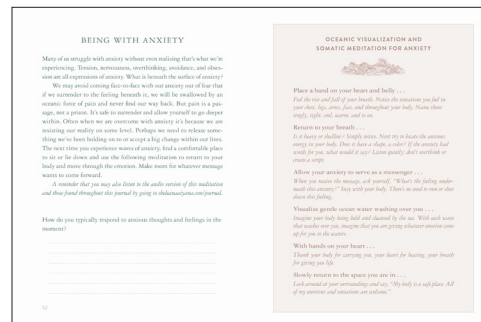 BEING WITH ANXIETY
Many of us struggle with anxiety without even realizing that's what we're
experiencing. Tension, nervousness, overthinking, avoidance, and obses-
sion are all expressions of anxiety. What is beneath the surface of anxiety?
We may avoid coming face-to-face with our anxiety out of fear that
if we surrender to the feeling beneath it, we will be swallowed by an
oceanic force of pain and never find our way back. But pain is a pas-
sage, not a prison. It's safe to surrender and allow yourself to go deeper
within. Often when we are overcome with anxiety it's because we are
resisting our reality on some level. Perhaps we need to release some-
thing we've been holding on to or accept a big change within our lives.
The next time you experience waves of anxiety, find a comfortable place
to sit or lie down and use the following meditation to return to your
body and move through the emotion. Make room for whatever message
wants to come forward.
A reminder that you may also listen to the audio version of this meditation
and those found throughout this journal by going to
How do you typically respond to anxious thoughts and feelings in the
moment?
52
OCEANIC VISUALIZATION AND
SOMATIC MEDITATION FOR ANXIETY
Place a hand on your heart and belly . . .
Feel the rise and fall of your breath. Notice the sensations you feel in
your chest, legs, arms, face, and throughout your body. Name them:
tingly, tight, cool, warm, and so on.
Return to your breath . . .
Is it heavy or shallow? Simply notice. Next try to locate the anxious
energy in your body. Does it have a shape, a color? If the anxiety had
words for you, what would it say? Listen quietly; don't overthink or
create a script.
Allow your anxiety to serve as a messenger . . .
When you notice the message, ask yourself, "What's the feeling under-
neath this anxiety?" Stay with your body. There's no need to run or shut
down this feeling.
Visualize gentle ocean water washing over you . . .
Imagine your body being held and cleansed by the sea. With each wave
that washes over you, imagine that you are giving whatever emotion comes
up for you to the waters.
With hands on your heart . . .
Thank your body for carrying you, your heart for beating, your breath
for giving you life.
Slowly return to the space you are in . . .
Look around at your surroundings and say, "My body is a safe place. All
of my emotions and sensations are welcome."